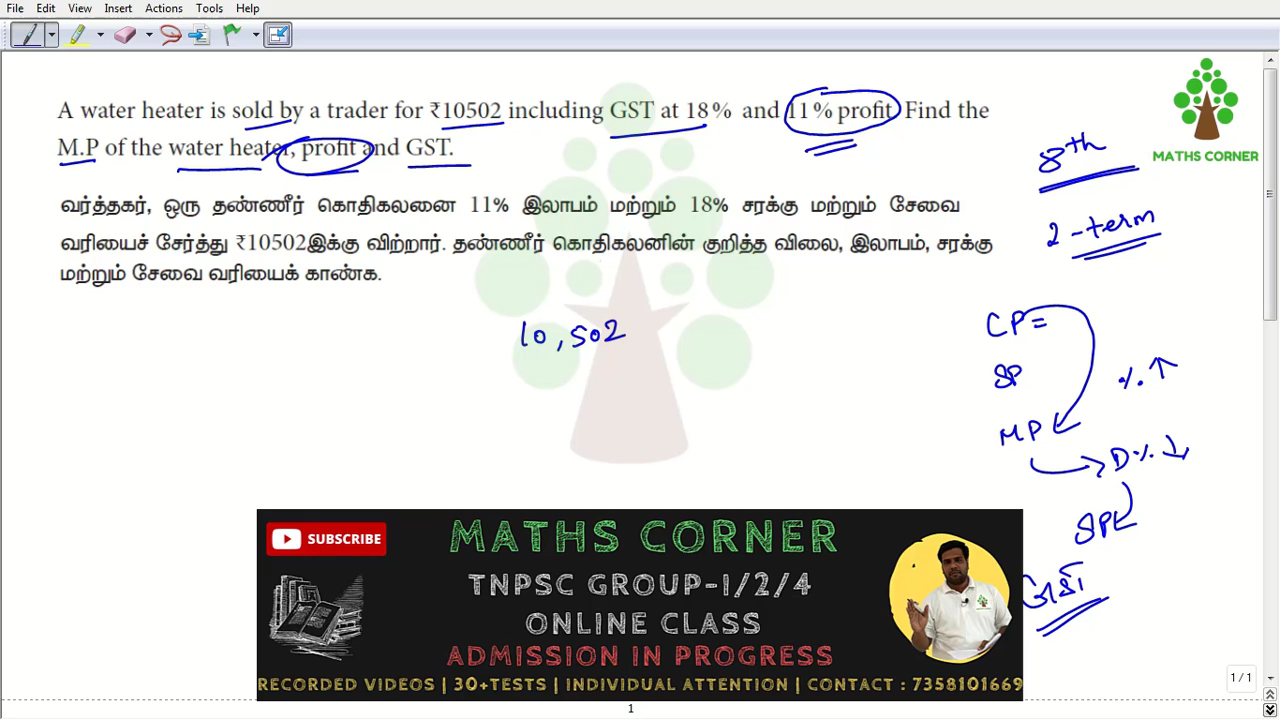 File Edit View Insert Actions Tools Help
A water heater is sold by a trader for ₹10502 including GST at 18% and 11% profit. Find the
M.P of the water heater, profit and GST.
வர்த்தகர், ஒரு தண்ணீர் கொதிகலனை 11% இலாபம் மற்றும் 18% சரக்கு மற்றும் சேவை
வரியைச் சேர்த்து ₹10502இக்கு விற்றார். தண்ணீர் கொதிகலனின் குறித்த விலை, இலாபம், சரக்கு
மற்றும் சேவை வரியைக் காண்க.
MATHS CORNER
8th
2-term
10,502
CP=
SP
% ↑
MP
D% ↓
SP
SUBSCRIBE
MATHS CORNER
TNPSC GROUP-1/2/4
ONLINE CLASS
ADMISSION IN PROGRESS
RECORDED VIDEOS | 30+TESTS | INDIVIDUAL ATTENTION | CONTACT : 7358101669
1/1
1